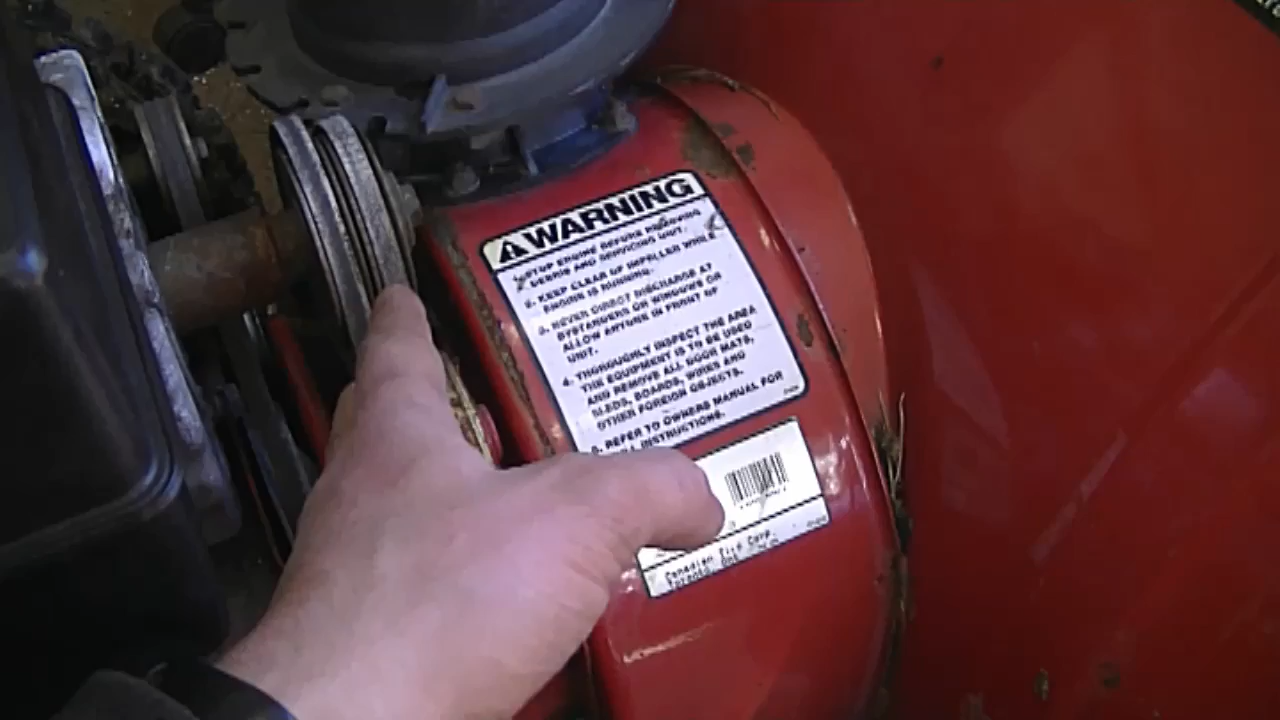 WARNING
1. STOP ENGINE BEFORE REMOVING
DEBRIS AND SERVICING UNIT.
2. KEEP CLEAR OF IMPELLER WHILE
ENGINE IS RUNNING.
3. NEVER DIRECT DISCHARGE AT
BYSTANDERS OR WINDOWS OR
ALLOW ANYONE IN FRONT OF
UNIT.
4. THOROUGHLY INSPECT THE AREA
THE EQUIPMENT IS TO BE USED
AND REMOVE ALL DOOR MATS,
SLEDS, BOARDS, WIRES AND
OTHER FOREIGN OBJECTS.
5. REFER TO OWNERS MANUAL FOR
INSTRUCTIONS.
Canadian Tire Corp.
Toronto, Ont.